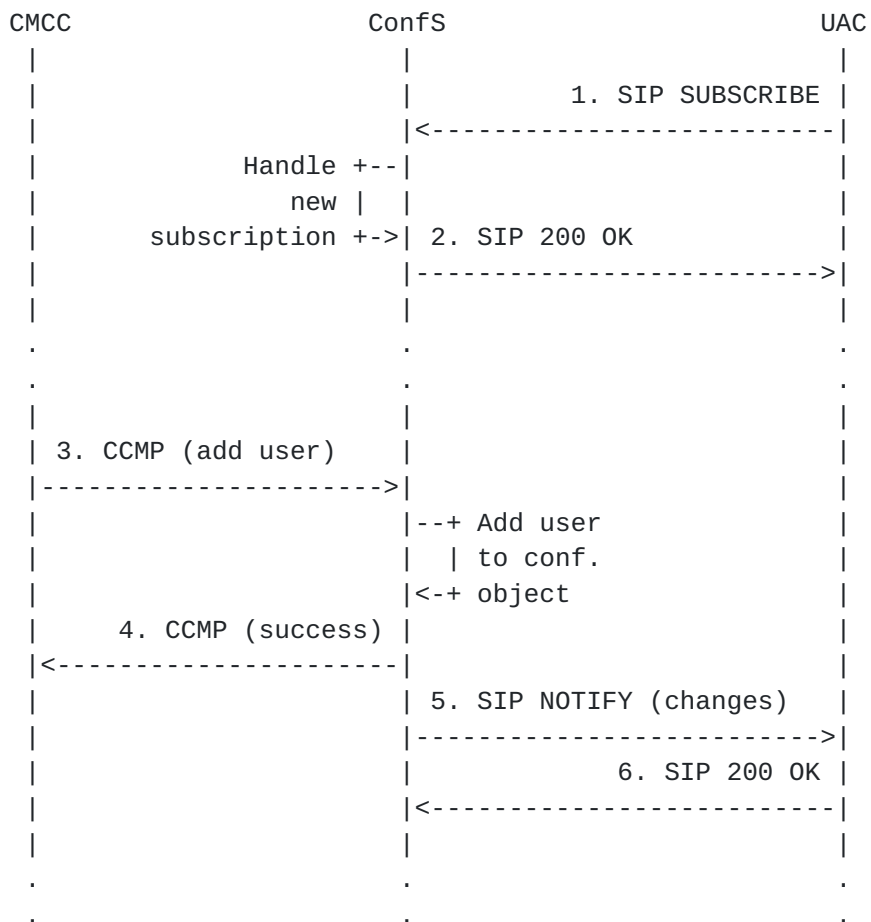 CMCC ConfS UAC
1. SIP SUBSCRIBE
Handle
new
subscription 2. SIP 200 OK
3. CCMP (add user)
Add user
to conf.
object
4. CCMP (success)
5. SIP NOTIFY (changes)
6. SIP 200 OK